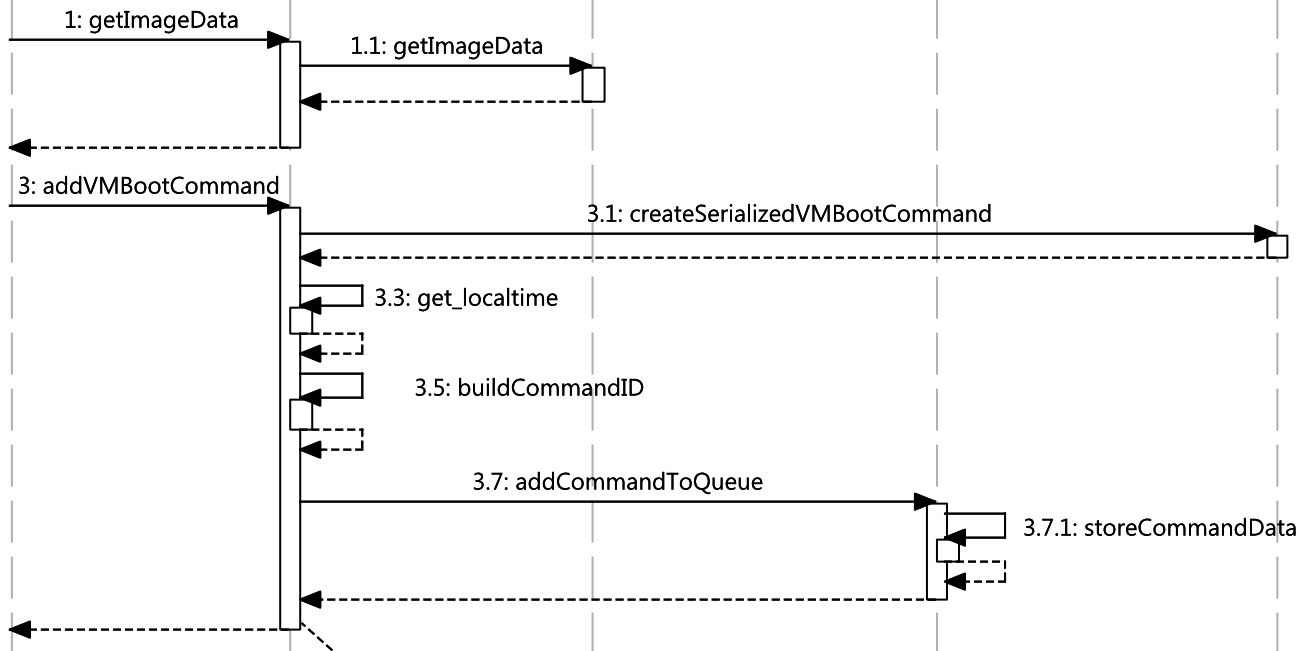 1: getImageData
1.1: getImageData
3: addVMBootCommand
3.1: createSerializedVMBootCommand
3.3: get_localtime
3.5: buildCommandID
3.7: addCommandToQueue
3.7.1: storeCommandData